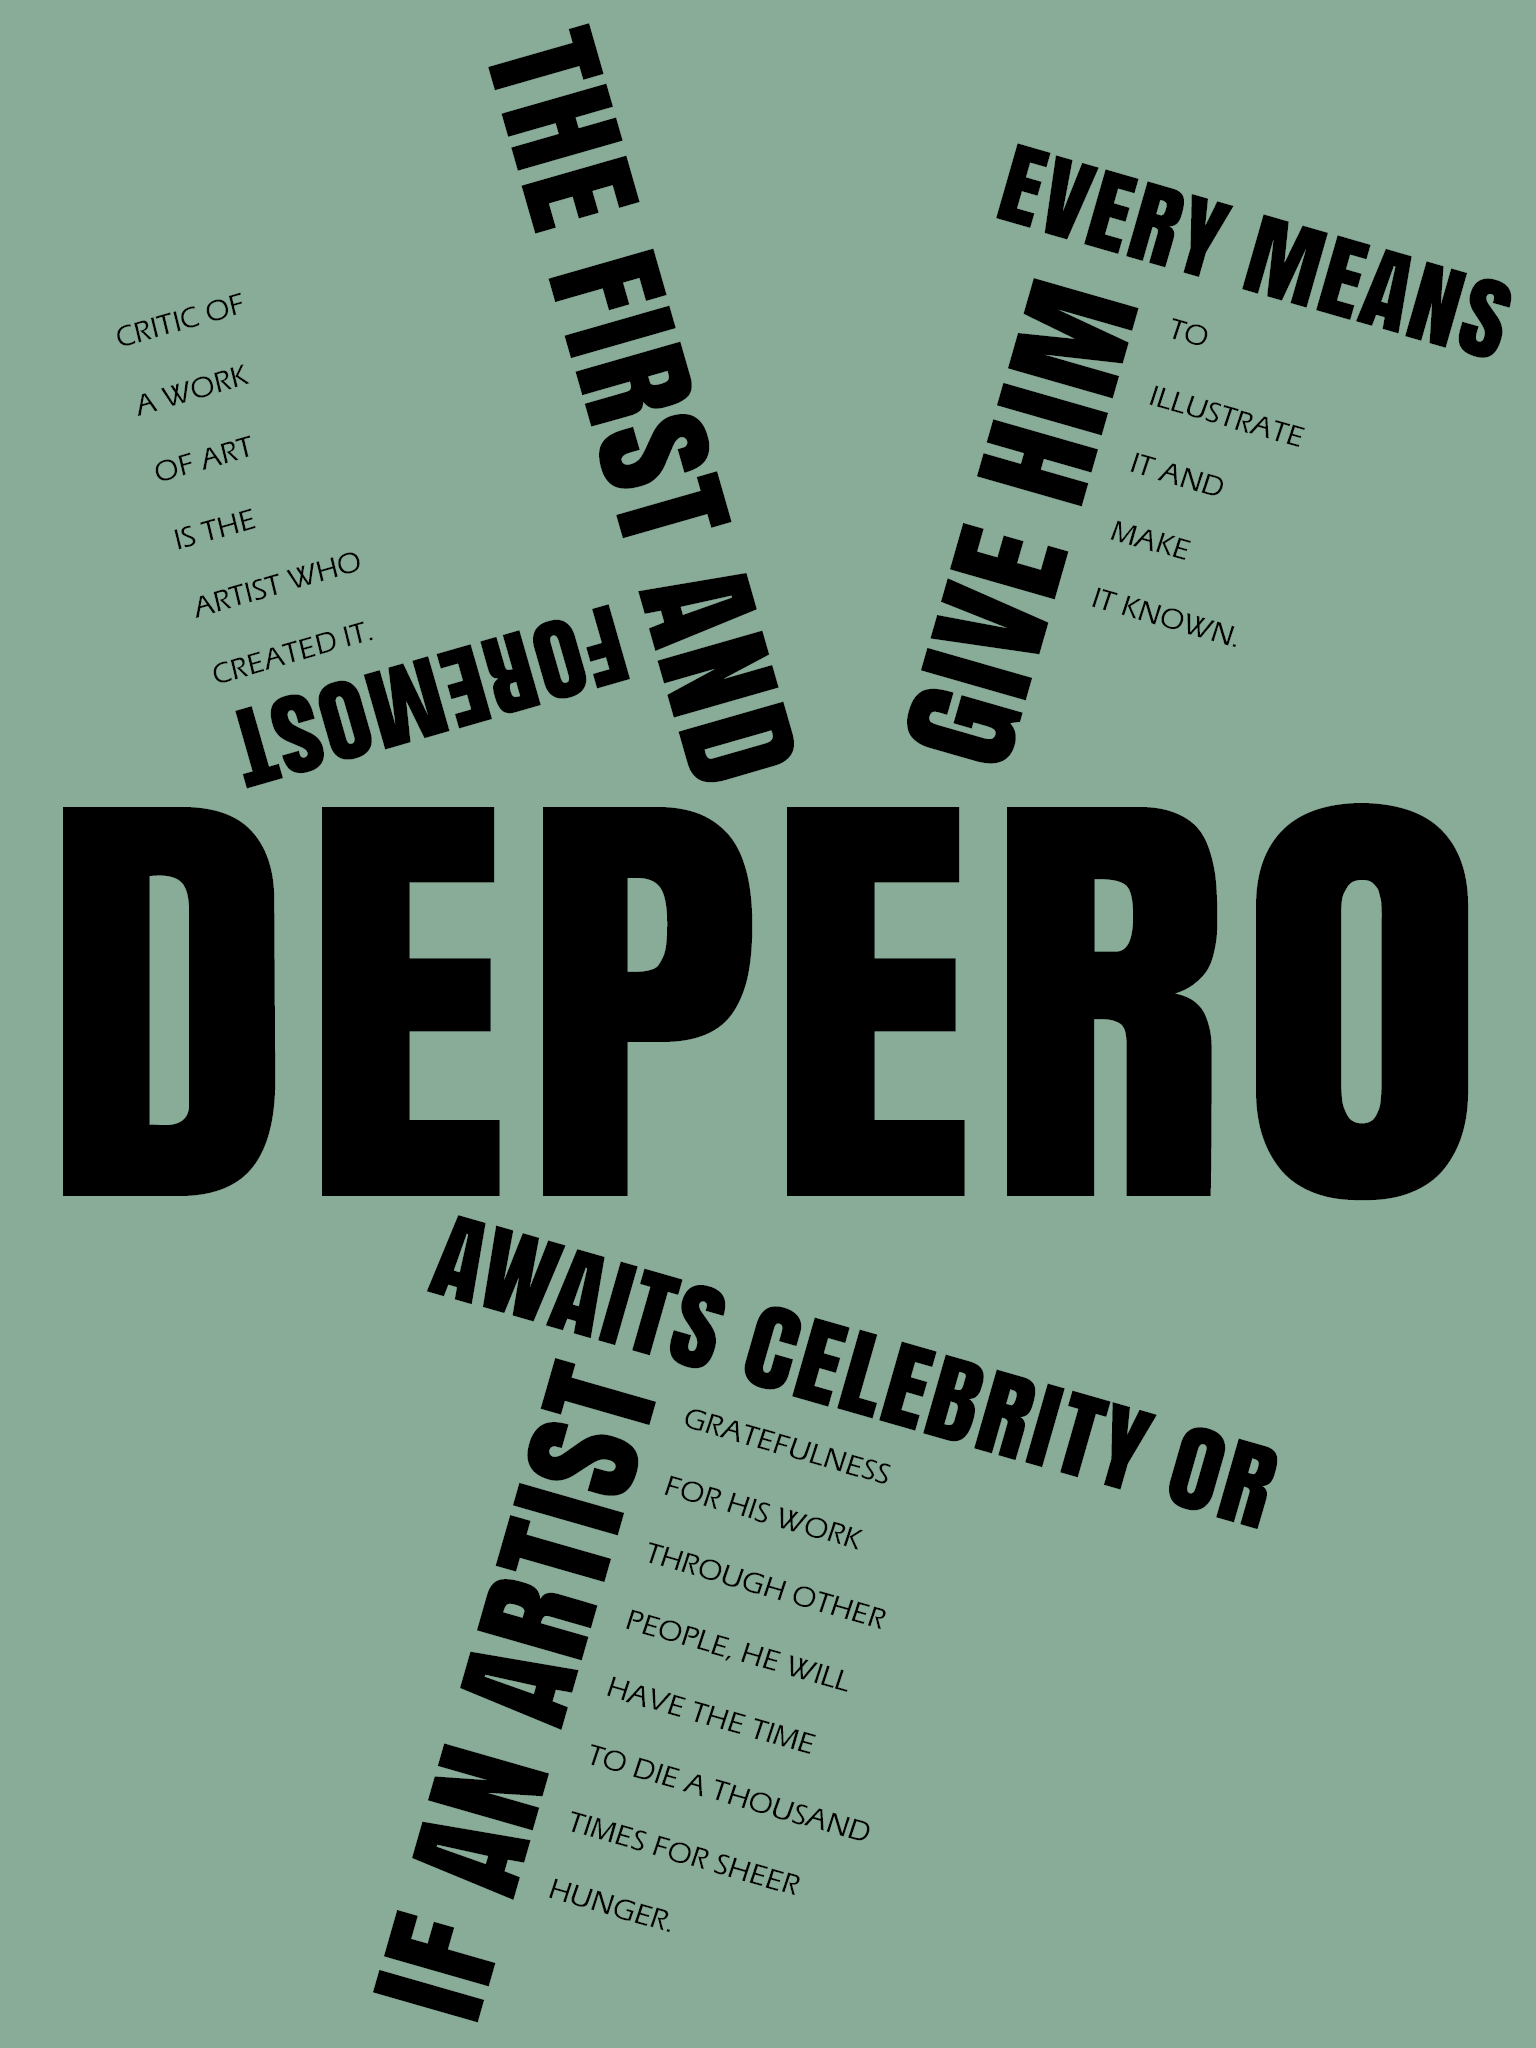 THE FIRST AND
FOREMOST
CRITIC OF
A WORK
OF ART
IS THE
ARTIST WHO
CREATED IT.
GIVE HIM
EVERY MEANS
TO
ILLUSTRATE
IT AND
MAKE
IT KNOWN.
DEPERO
IF AN ARTIST
AWAITS CELEBRITY OR
GRATEFULNESS
FOR HIS WORK
THROUGH OTHER
PEOPLE, HE WILL
HAVE THE TIME
TO DIE A THOUSAND
TIMES FOR SHEER
HUNGER.